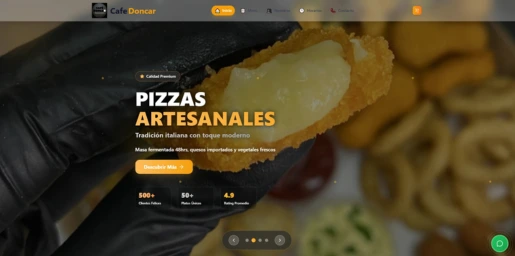 Cafe Doncar
Inicio
Calidad Premium
PIZZAS
ARTESANALES
Tradición italiana con toque moderno
Masa fermentada 48hrs, quesos importados y vegetales frescos
Descubrir Más →
500+ 50+ 4.9
Clientes Felices Platos Únicos Rating Promedio